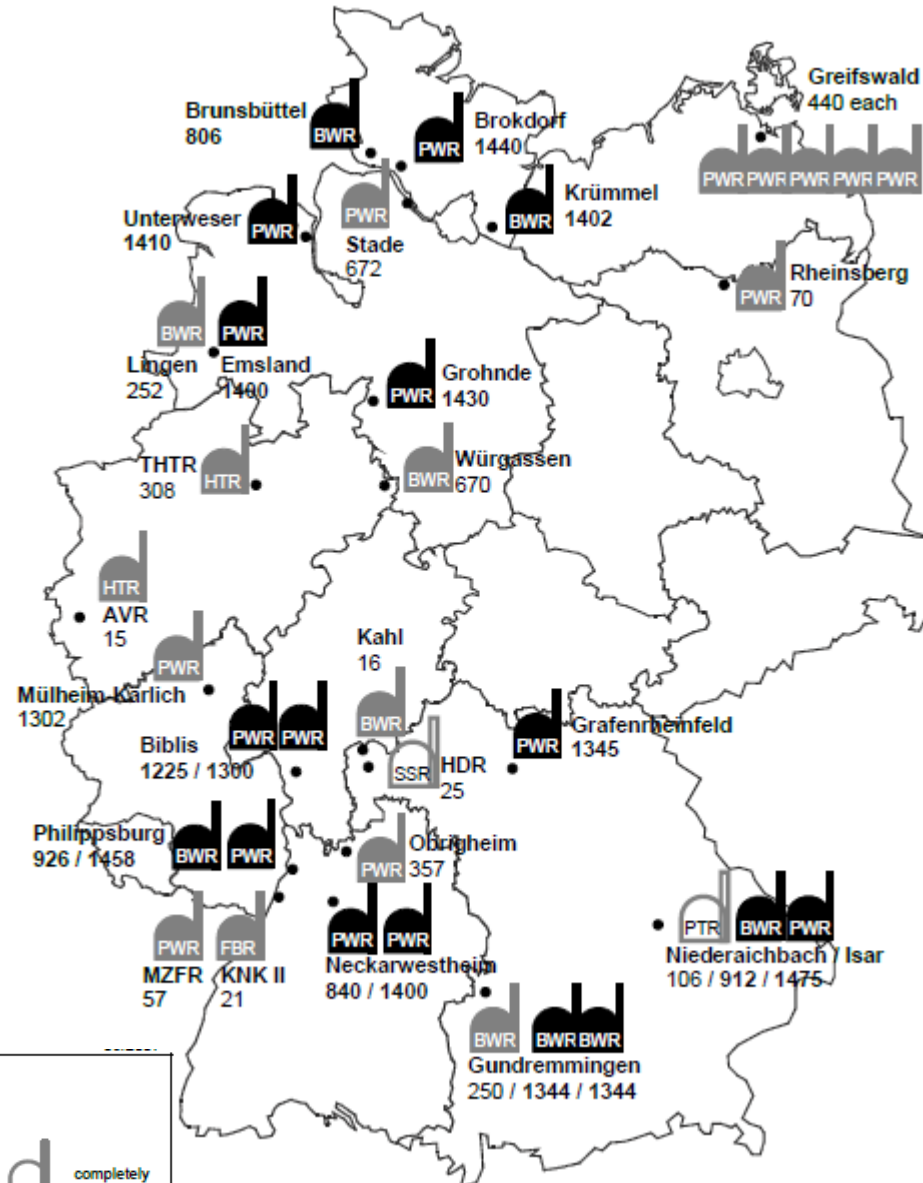 Greifswald
440 each
PWR PWR PWR PWR PWR
Brunsbüttel
806
BWR
PWR
Brokdorf
1440
BWR
Krümmel
1402
Unterweser
1410
PWR
PWR
Stade
672
PWR
Rheinsberg
70
BWR
Lingen
252
PWR
Emsland
1400
PWR
Grohnde
1430
THTR
308
HTR
BWR
Würgassen
670
HTR
AVR
15
PWR
Mülheim-Kärlich
1302
Kahl
16
BWR
SSR
HDR
25
PWR PWR
Biblis
1225 / 1300
PWR
Grafenrheinfeld
1345
Philippsburg
926 / 1458
BWR PWR
PWR
Obrigheim
357
PWR
MZFR
57
FBR
KNK II
21
PWR PWR
Neckarwestheim
840 / 1400
PTR BWR PWR
Niederaichbach / Isar
106 / 912 / 1475
BWR BWR BWR
Gundremmingen
250 / 1344 / 1344
completely